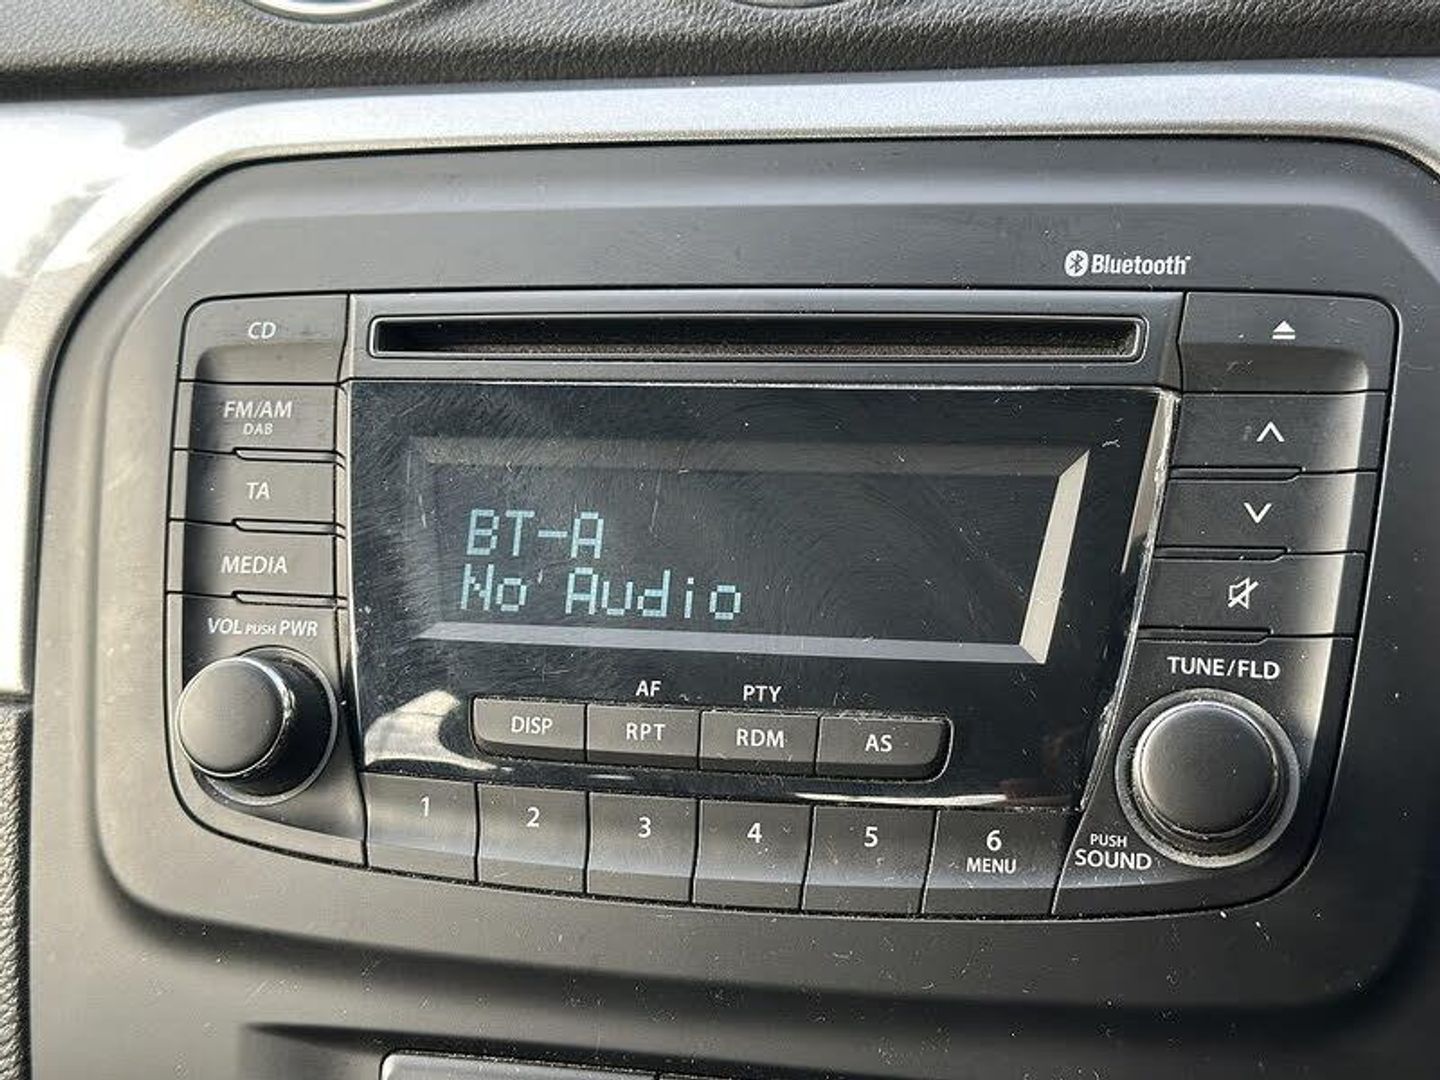 Bluetooth
CD
FM/AM
DAB
TA
MEDIA
VOL PUSH PWR
BT-A
No Audio
AF
PTY
DISP
RPT
RDM
AS
1
2
3
4
5
6
MENU
TUNE/FLD
PUSH
SOUND